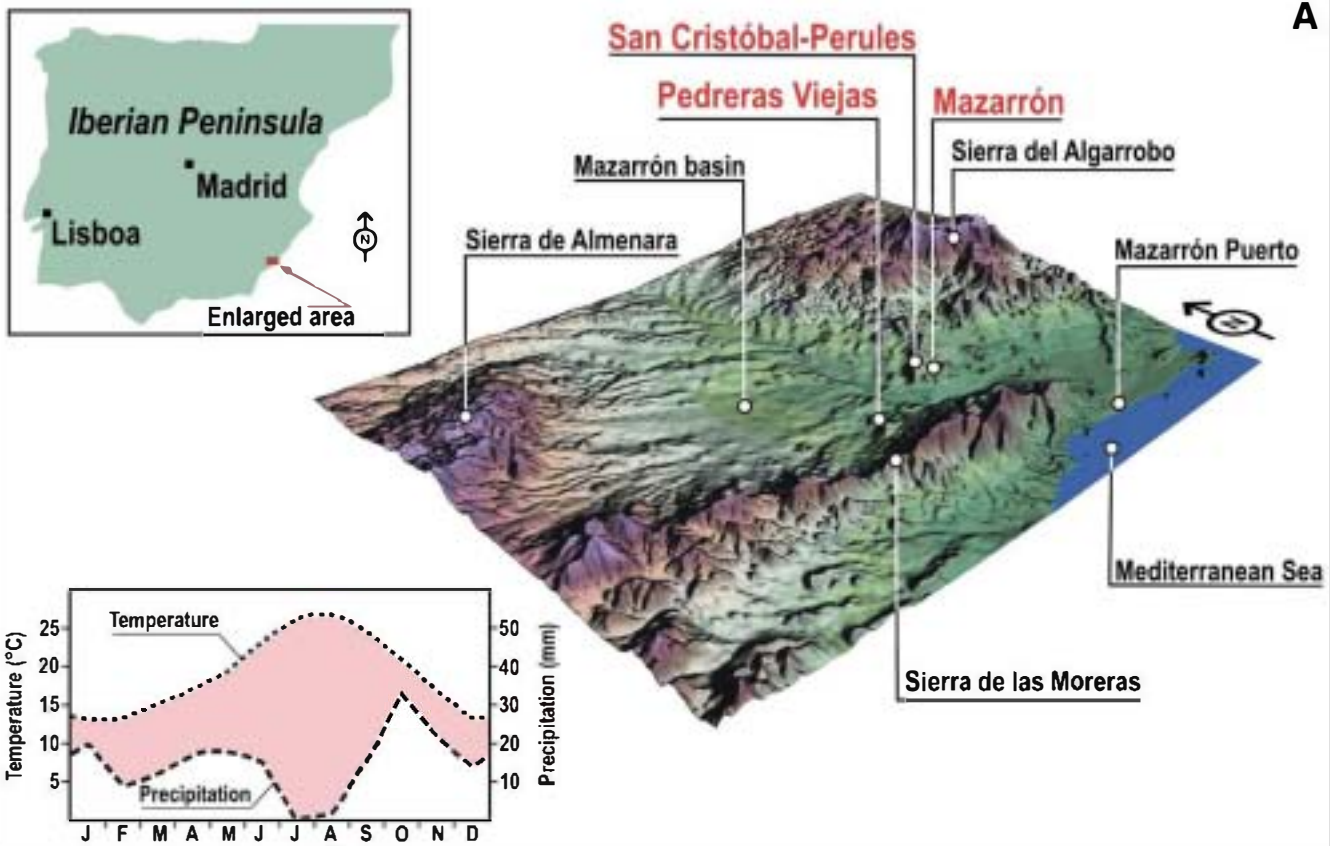 A
San Cristóbal-Perules
Pedreras Viejas
Mazarrón
Iberian Peninsula
Madrid
Lisboa
N
Enlarged area
Mazarrón basin
Sierra del Algarrobo
Sierra de Almenara
Mazarrón Puerto
N
Mediterranean Sea
Sierra de las Moreras
Temperature
Precipitation
Temperature (°C)
25
20
15
10
5
Precipitation (mm)
50
40
30
20
10
J F M A M J J A S O N D